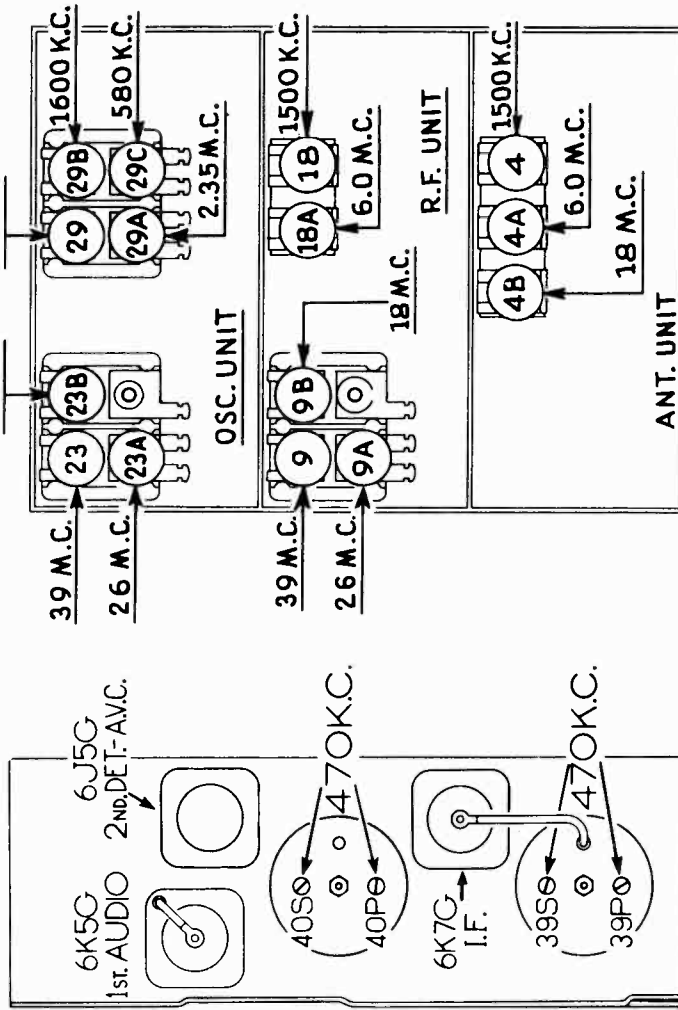 1600 K.C.
580 K.C.
29
29B
29A
29C
2.35 M.C.
23
23B
23A
39 M.C.
26 M.C.
OSC. UNIT
1500 K.C.
18A
18
6.0 M.C.
R.F. UNIT
18 M.C.
9
9B
9A
39 M.C.
26 M.C.
1500 K.C.
4B
4A
4
6.0 M.C.
18 M.C.
ANT. UNIT
6K5G
1ST. AUDIO
6J5G
2ND. DET.-A.V.C.
40S
40P
470K.C.
6K7G
I.F.
39S
39P
470K.C.